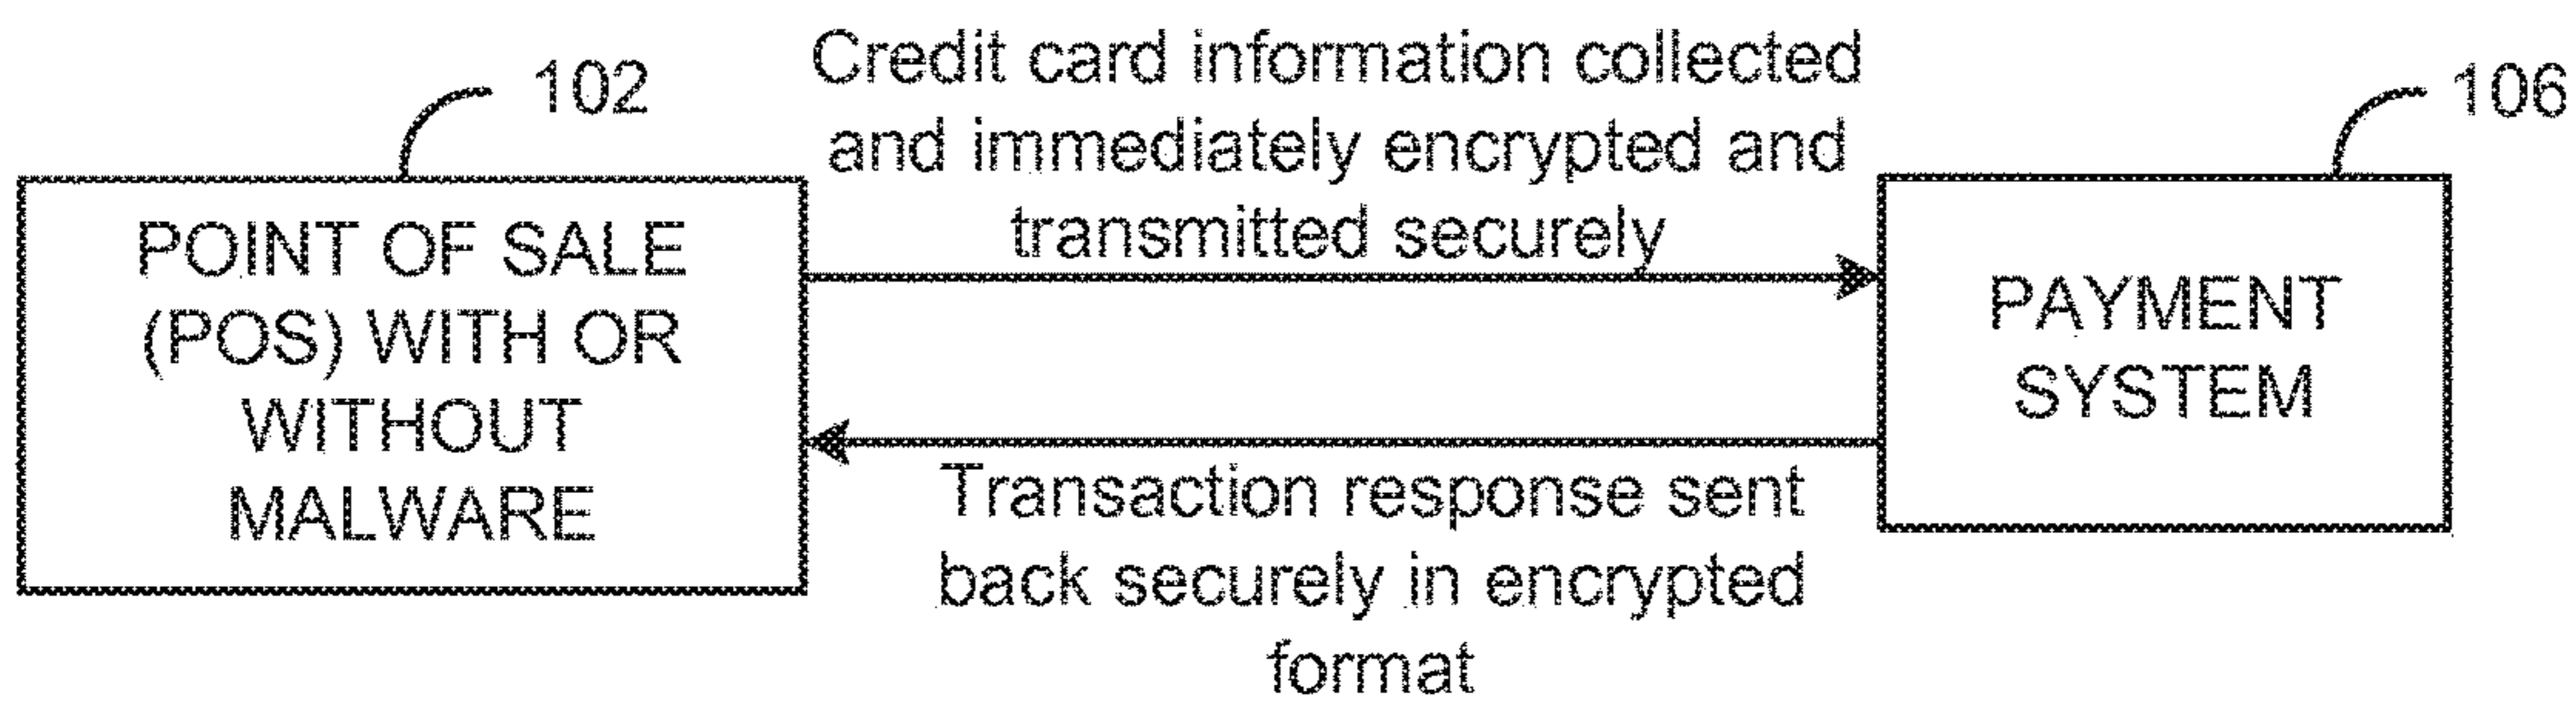 102
Credit card information collected
and immediately encrypted and
transmitted securely
106
POINT OF SALE
(POS) WITH OR
WITHOUT
MALWARE
PAYMENT
SYSTEM
Transaction response sent
back securely in encrypted
format